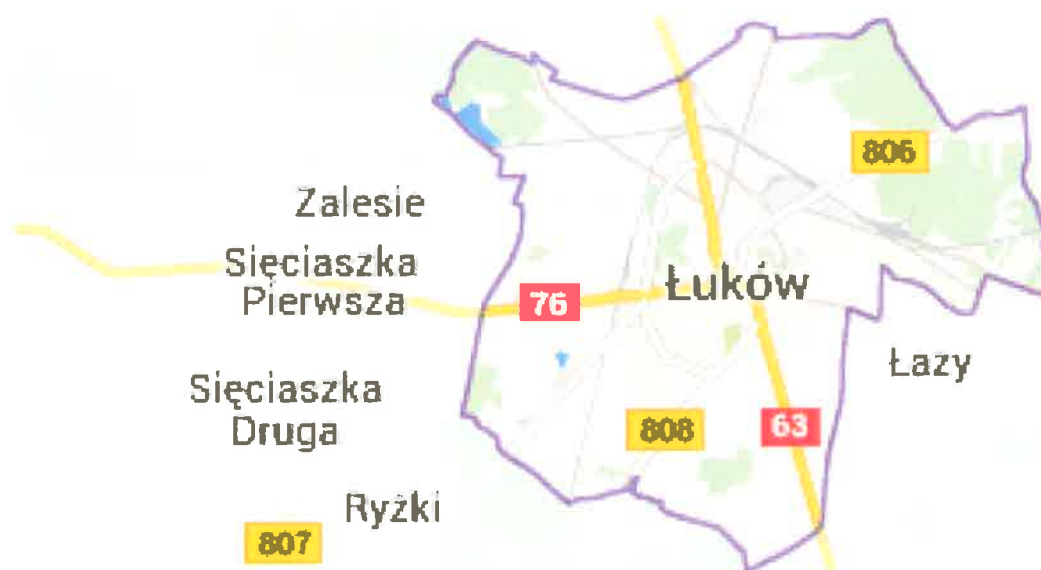 806
Zalesie
Sięciaszka
Pierwsza
76
Łuków
Łazy
Sięciaszka
Druga
808
63
Ryżki
807